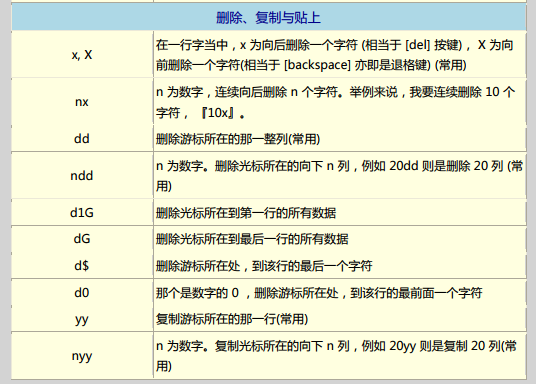 删除、复制与贴上
x, X
在一行字当中，x 为向后删除一个字符 (相当于 [del] 按键)， X 为向
前删除一个字符(相当于 [backspace] 亦即是退格键) (常用)
nx
n 为数字，连续向后删除 n 个字符。举例来说，我要连续删除 10 个
字符， 『10x』。
dd
删除游标所在的那一整列(常用)
ndd
n 为数字。删除光标所在的向下 n 列，例如 20dd 则是删除 20 列 (常
用)
d1G
删除光标所在到第一行的所有数据
dG
删除光标所在到最后一行的所有数据
d$
删除游标所在处，到该行的最后一个字符
d0
那个是数字的 0 ，删除游标所在处，到该行的最前面一个字符
yy
复制游标所在的那一行(常用)
nyy
n 为数字。复制光标所在的向下 n 列，例如 20yy 则是复制 20 列(常
用)